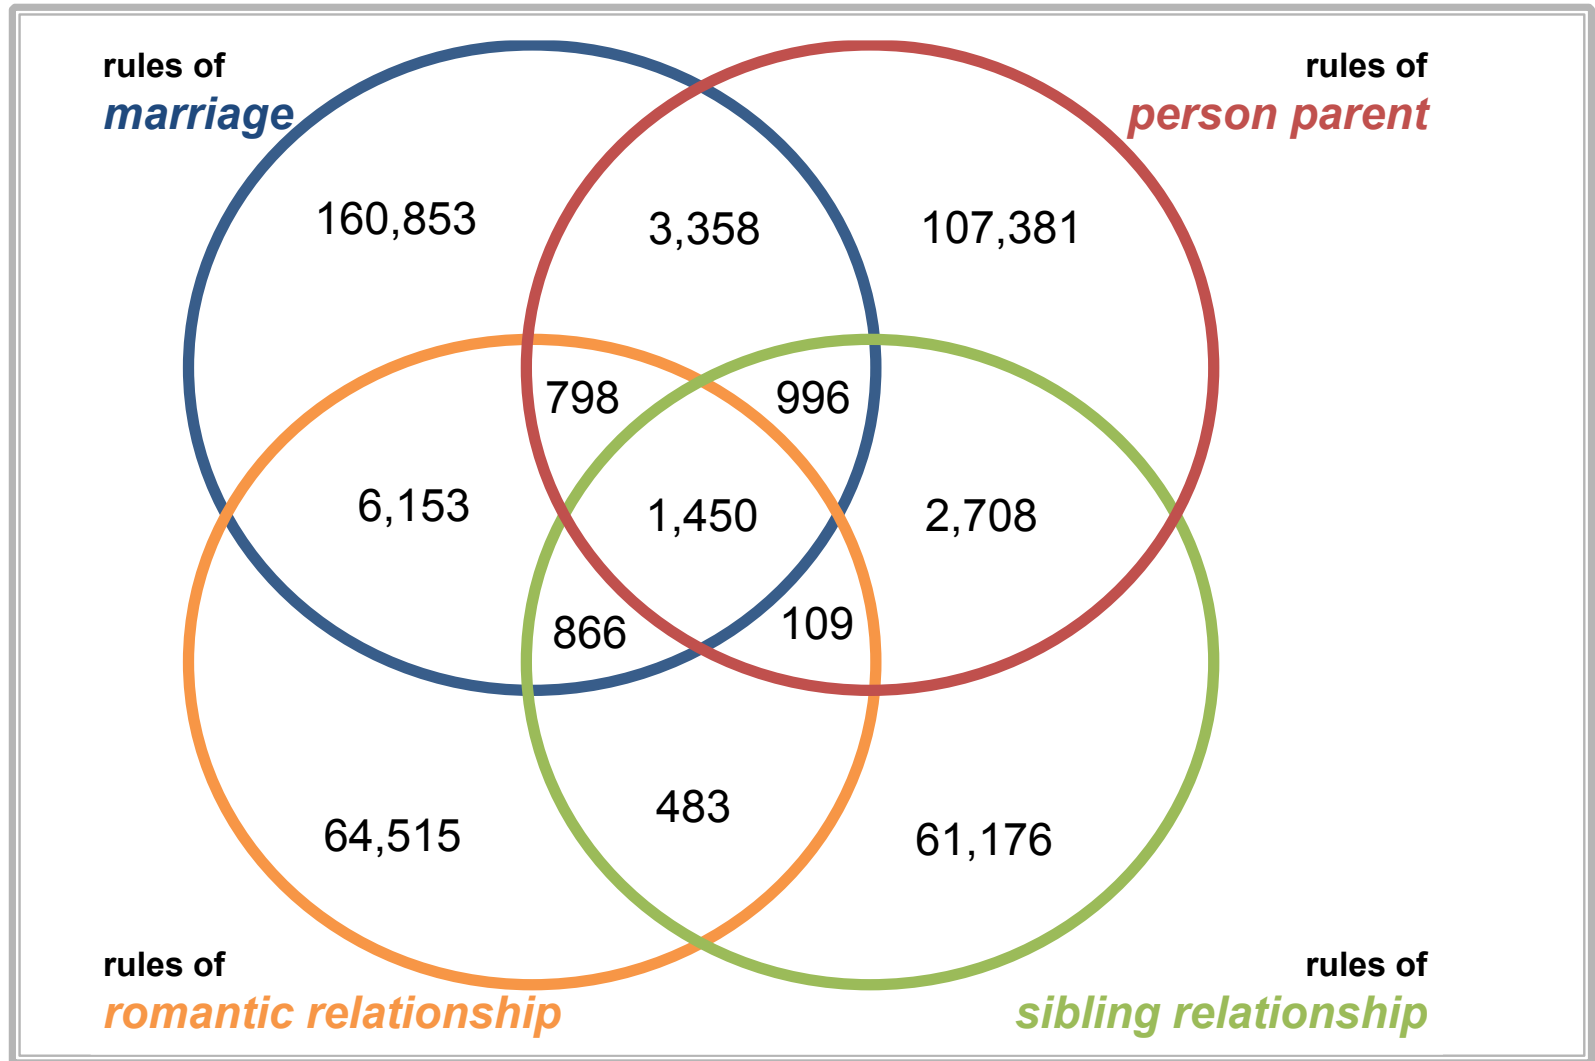 rules of
marriage
rules of
person parent
160,853
3,358
107,381
798
996
6,153
1,450
2,708
866
109
64,515
483
61,176
rules of
romantic relationship
rules of
sibling relationship